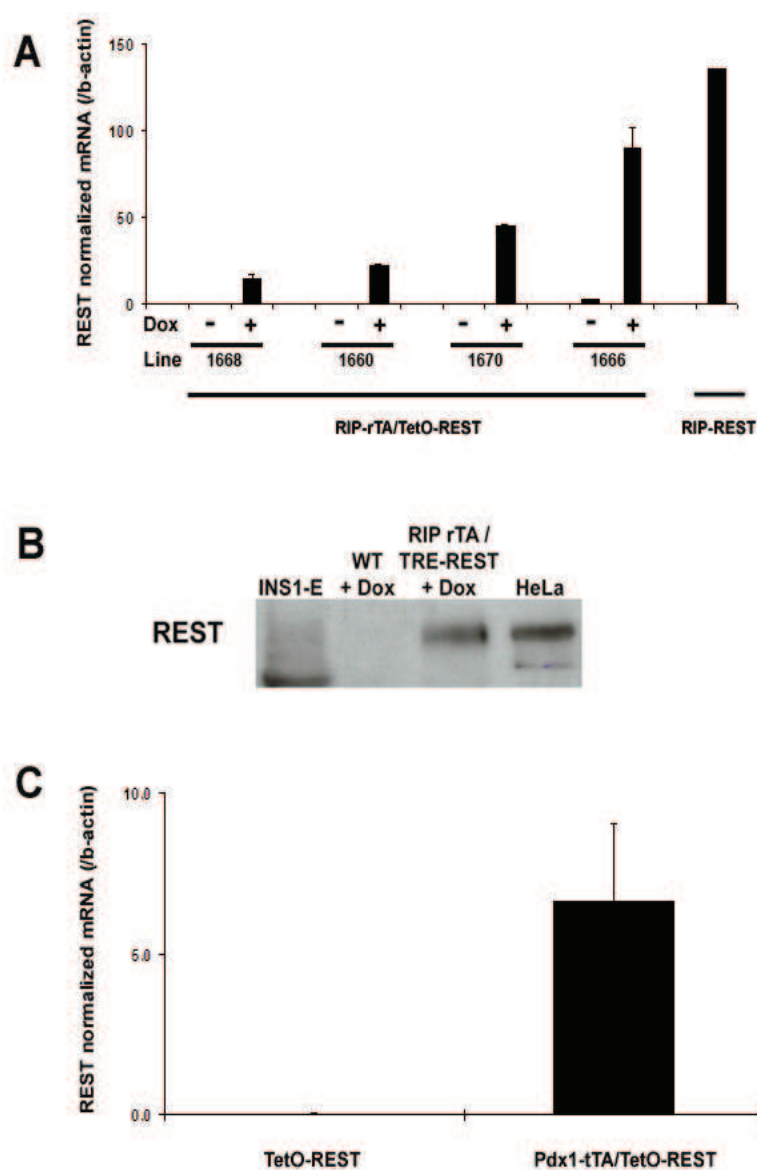 A
REST normalized mRNA (/b-actin)
150
100
50
0
Dox - + - + - + - +
Line 1668 1660 1670 1666
RIP-rTA/TetO-REST RIP-REST
B
RIP rTA /
WT TRE-REST
INS1-E + Dox + Dox HeLa
REST
C
REST normalized mRNA (/b-actin)
10.0
5.0
0.0
TetO-REST Pdx1-tTA/TetO-REST